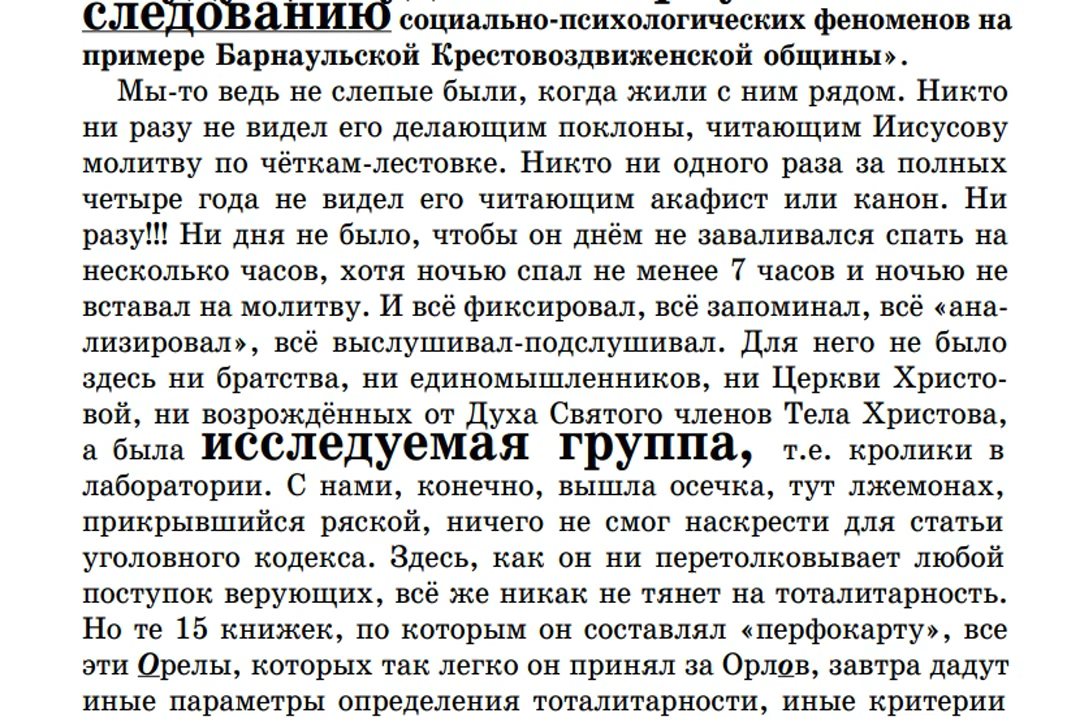 следованию социально-психологических феноменов на
примере Барнаульской Крестовоздвиженской общины».
Мы-то ведь не слепые были, когда жили с ним рядом. Никто
ни разу не видел его делающим поклоны, читающим Иисусову
молитву по чёткам-лестовке. Никто ни одного раза за полных
четыре года не видел его читающим акафист или канон. Ни
разу!!! Ни дня не было, чтобы он днём не заваливался спать на
несколько часов, хотя ночью спал не менее 7 часов и ночью не
вставал на молитву. И всё фиксировал, всё запоминал, всё «ана-
лизировал», всё выслушивал-подслушивал. Для него не было
здесь ни братства, ни единомышленников, ни Церкви Христо-
вой, ни возрождённых от Духа Святого членов Тела Христова,
а была исследуемая группа, т.е. кролики в
лаборатории. С нами, конечно, вышла осечка, тут лжемонах,
прикрывшийся ряской, ничего не смог наскрести для статьи
уголовного кодекса. Здесь, как он ни перетолковывает любой
поступок верующих, всё же никак не тянет на тоталитарность.
Но те 15 книжек, по которым он составлял «перфокарту», все
эти Орелы, которых так легко он принял за Орлов, завтра дадут
иные параметры определения тоталитарности, иные критерии